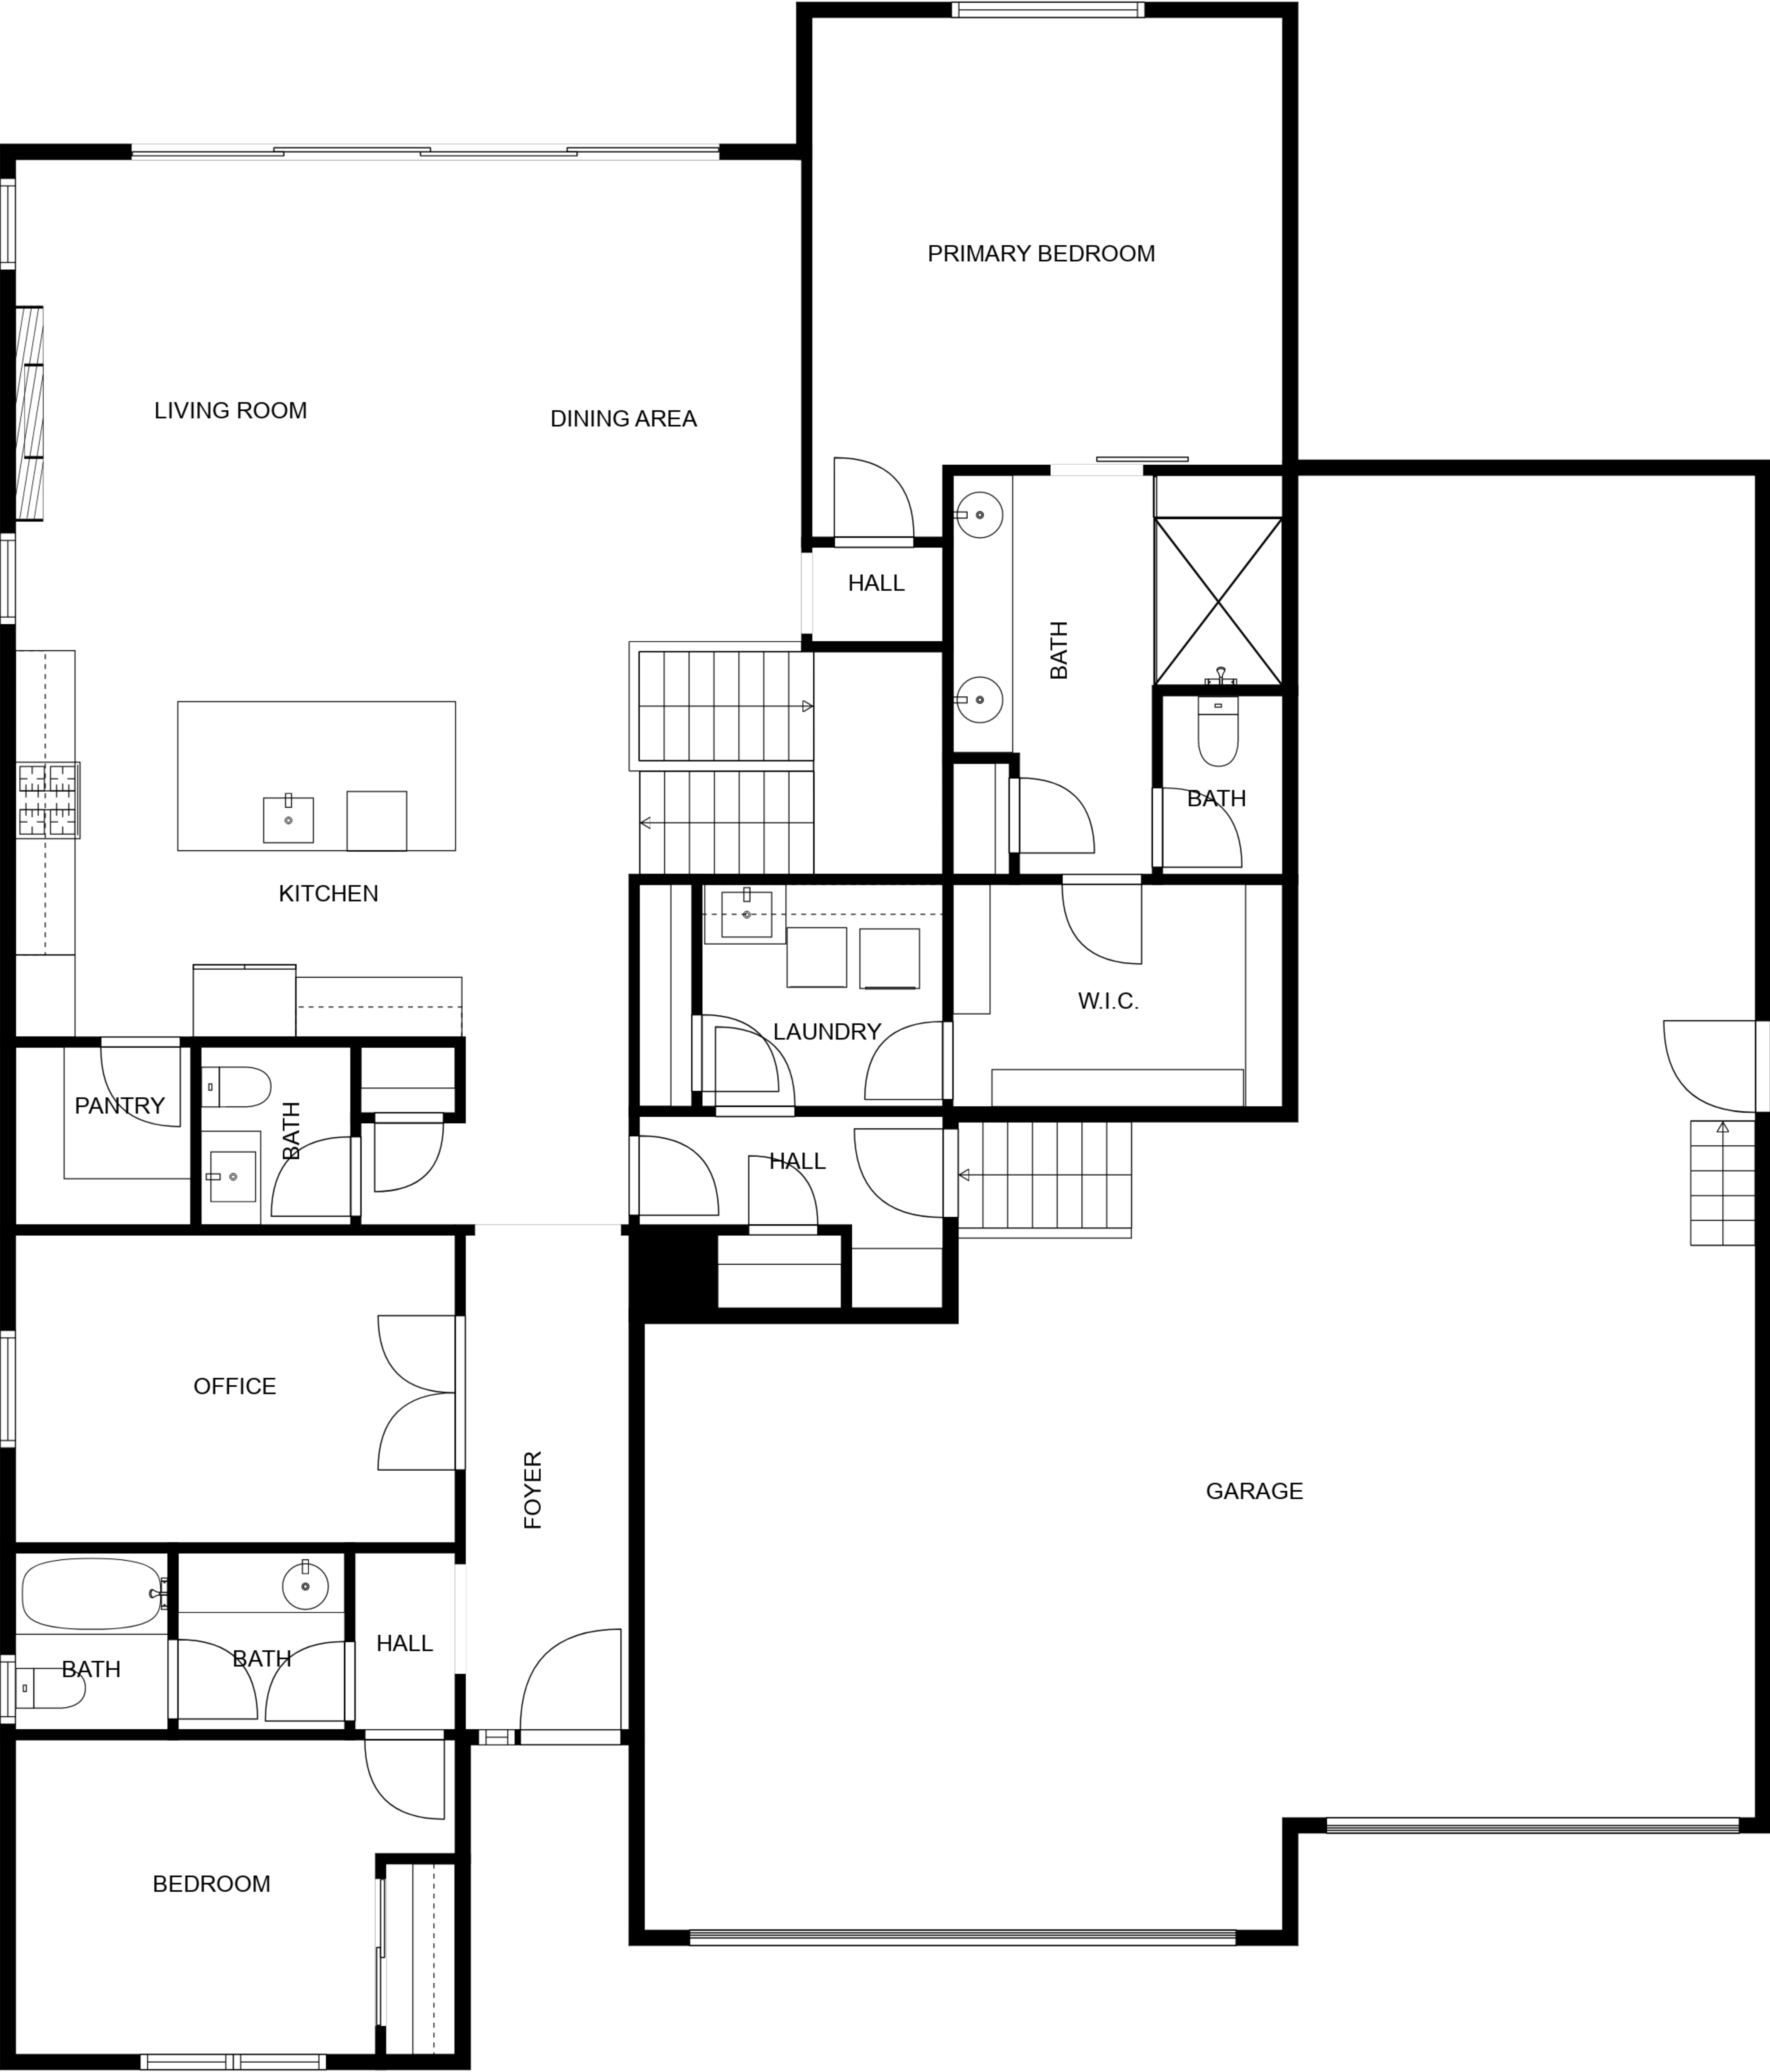 PRIMARY BEDROOM
LIVING ROOM
DINING AREA
HALL
BATH
BATH
KITCHEN
W.I.C.
LAUNDRY
PANTRY
BATH
HALL
OFFICE
FOYER
GARAGE
HALL
BATH
BATH
BEDROOM